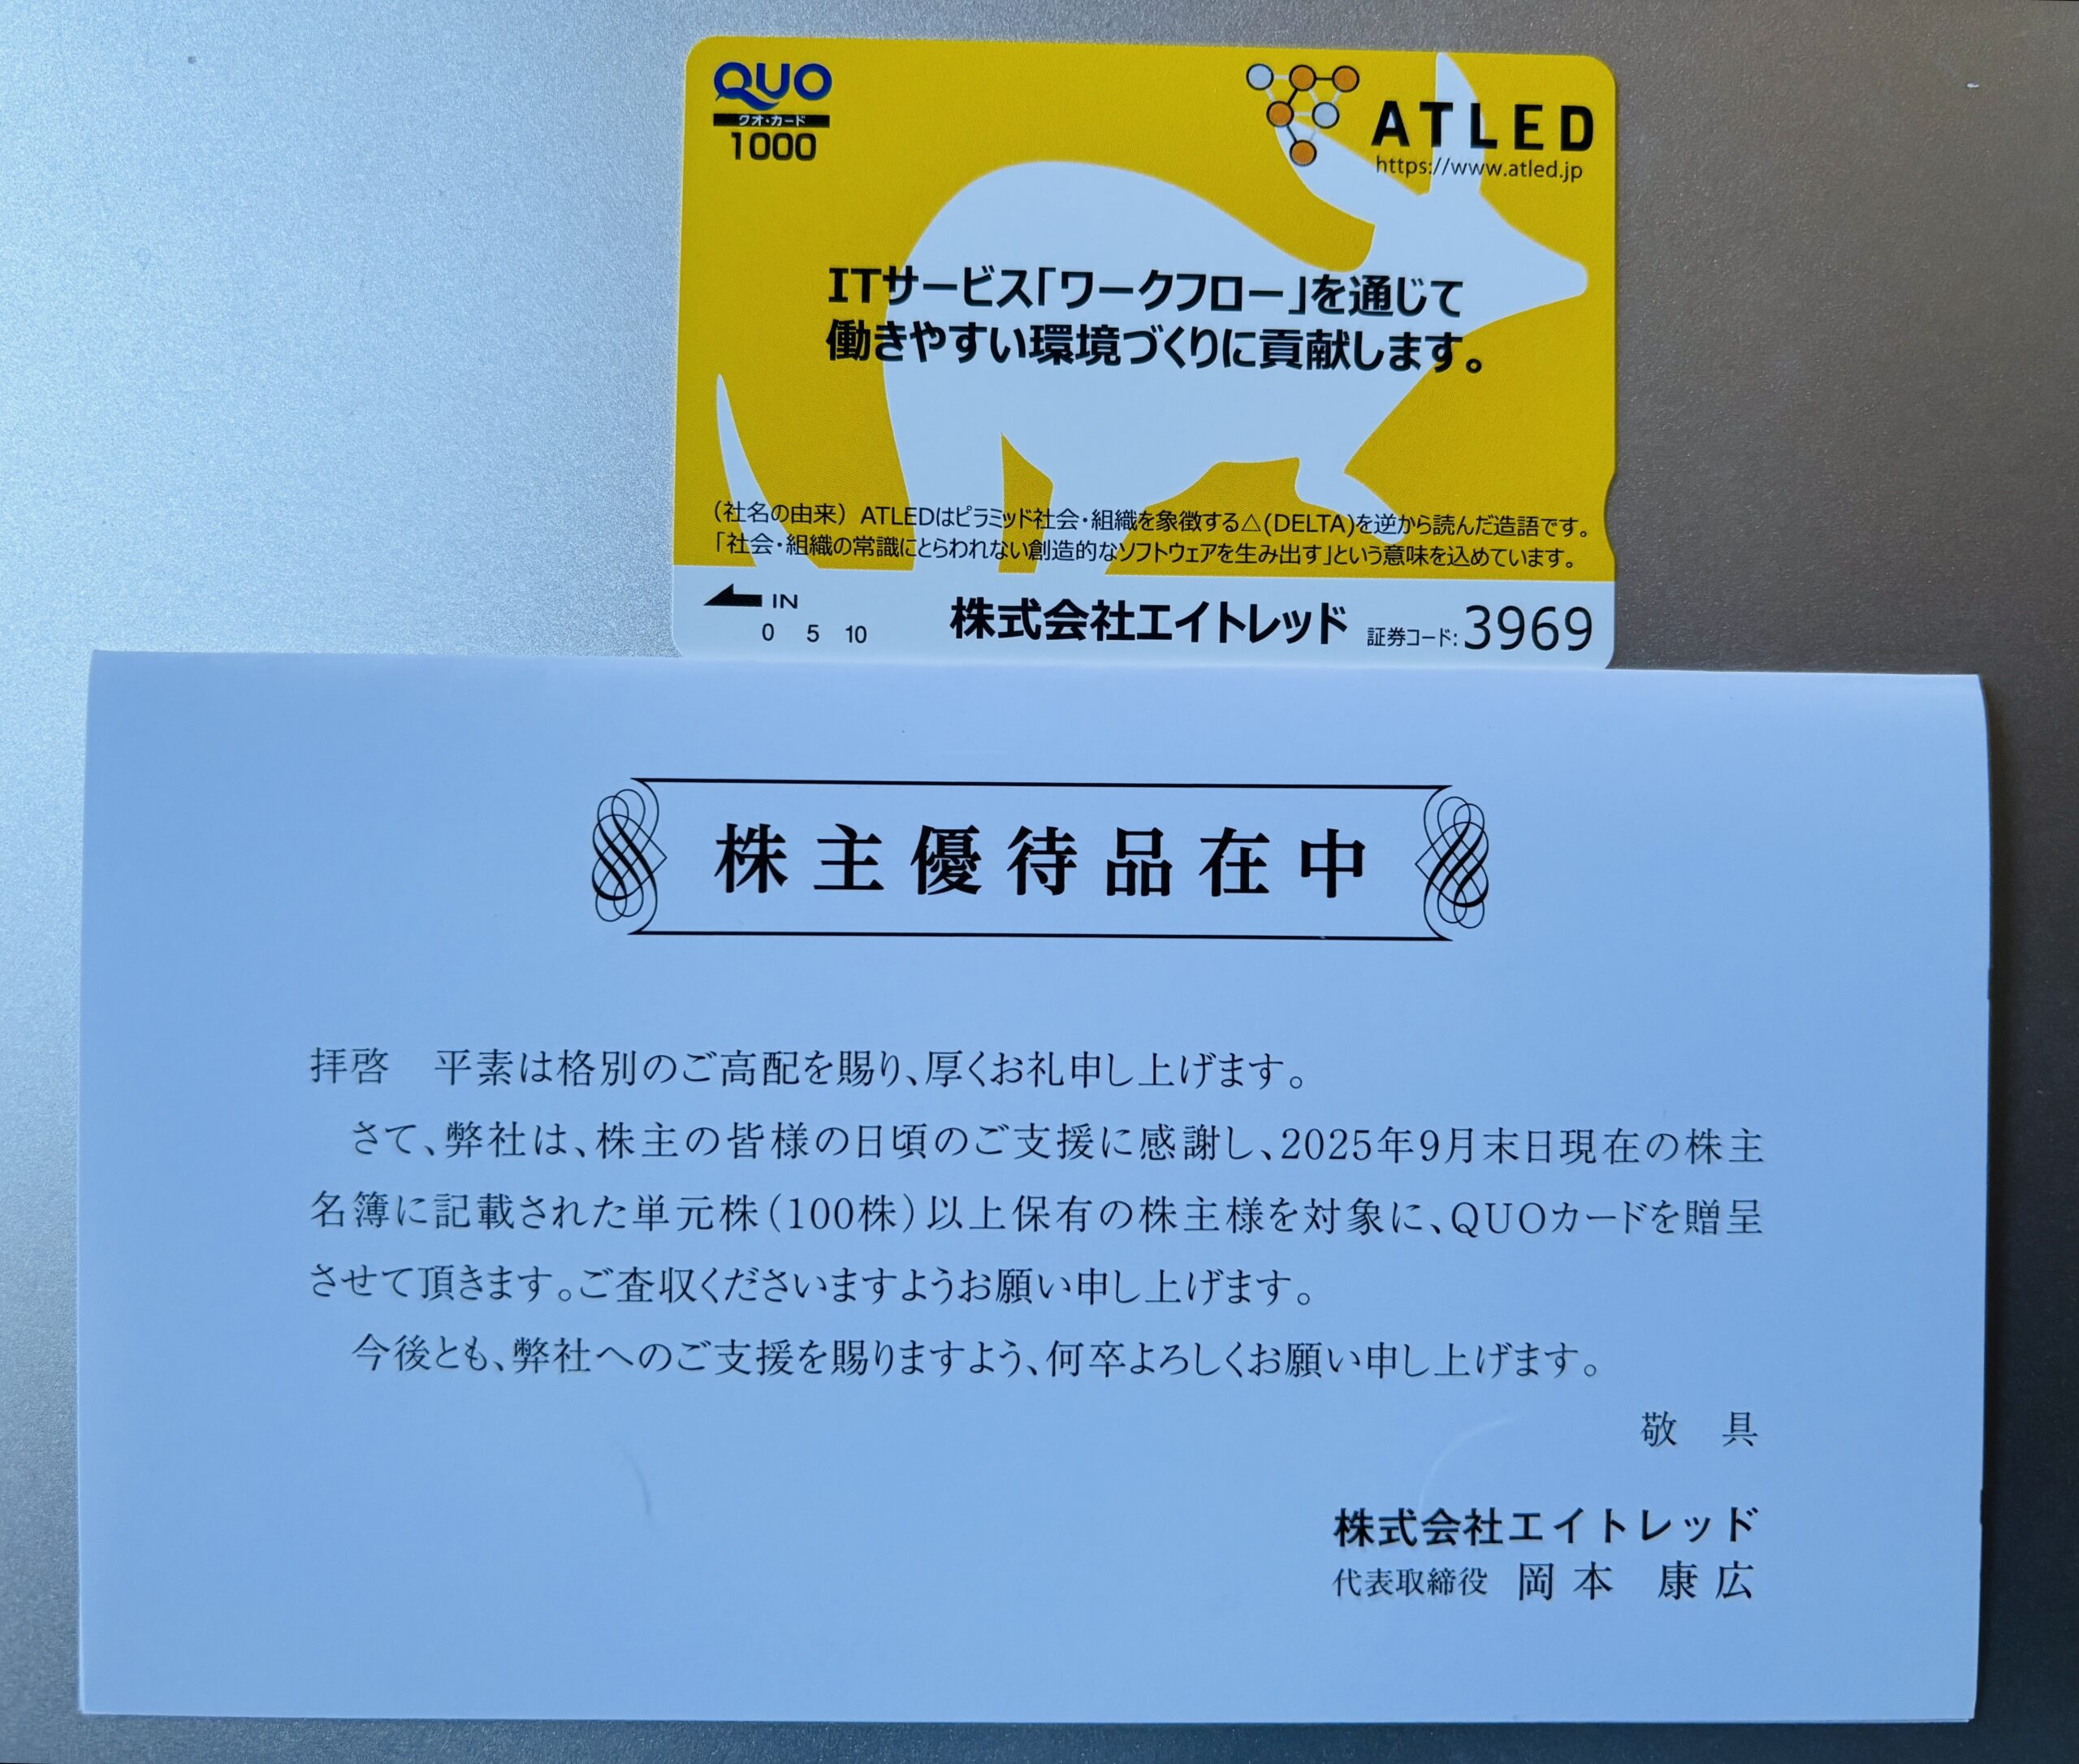 QUO
クオ・カード
1000
ATLED
https://www.atled.jp
ITサービス「ワークフロー」を通じて
働きやすい環境づくりに貢献します。
（社名の由来）ATLEDはピラミッド社会・組織を象徴する△(DELTA)を逆から読んだ造語です。
「社会・組織の常識にとらわれない創造的なソフトウェアを生み出す」という意味を込めています。
IN
0 5 10
株式会社エイトレッド 証券コード:3969
株主優待品在中
拝啓　平素は格別のご高配を賜り、厚くお礼申し上げます。
さて、弊社は、株主の皆様の日頃のご支援に感謝し、2025年9月末日現在の株主
名簿に記載された単元株（100株）以上保有の株主様を対象に、QUOカードを贈呈
させて頂きます。ご査収くださいますようお願い申し上げます。
今後とも、弊社へのご支援を賜りますよう、何卒よろしくお願い申し上げます。
敬　具
株式会社エイトレッド
代表取締役 岡本 康広